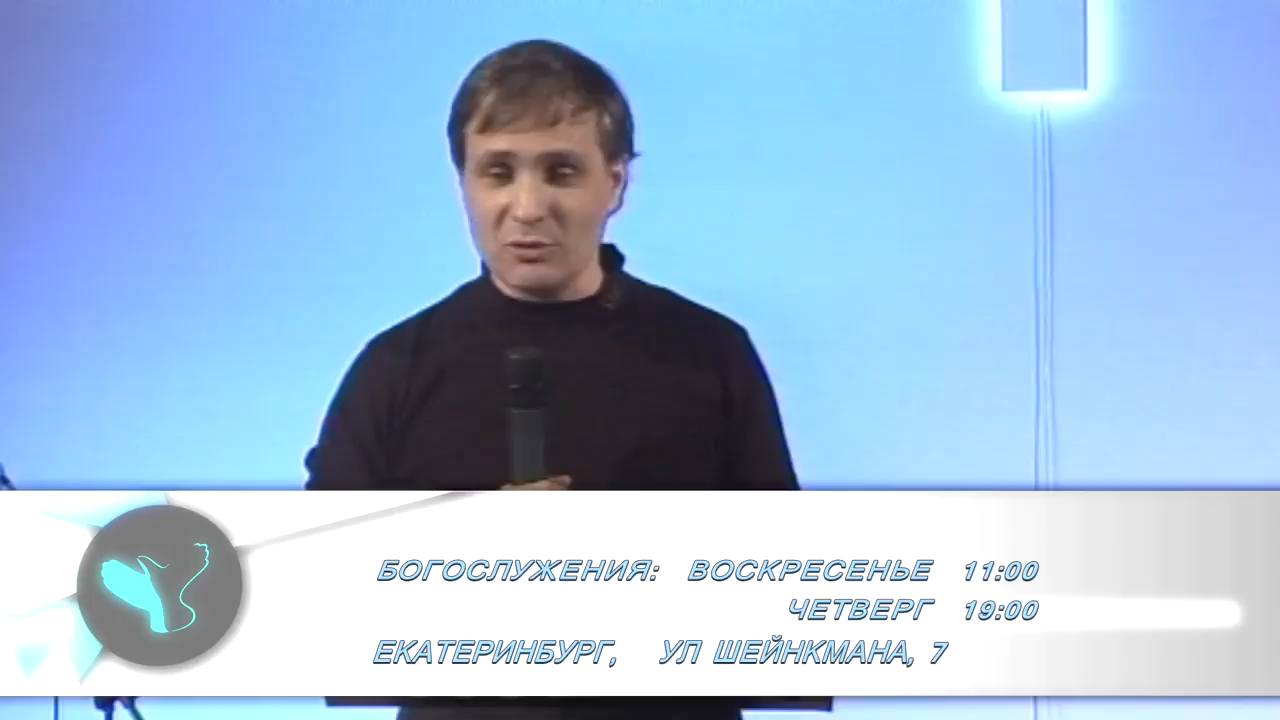 БОГОСЛУЖЕНИЯ: ВОСКРЕСЕНЬЕ 11:00
ЧЕТВЕРГ 19:00
ЕКАТЕРИНБУРГ, УЛ ШЕЙНКМАНА, 7